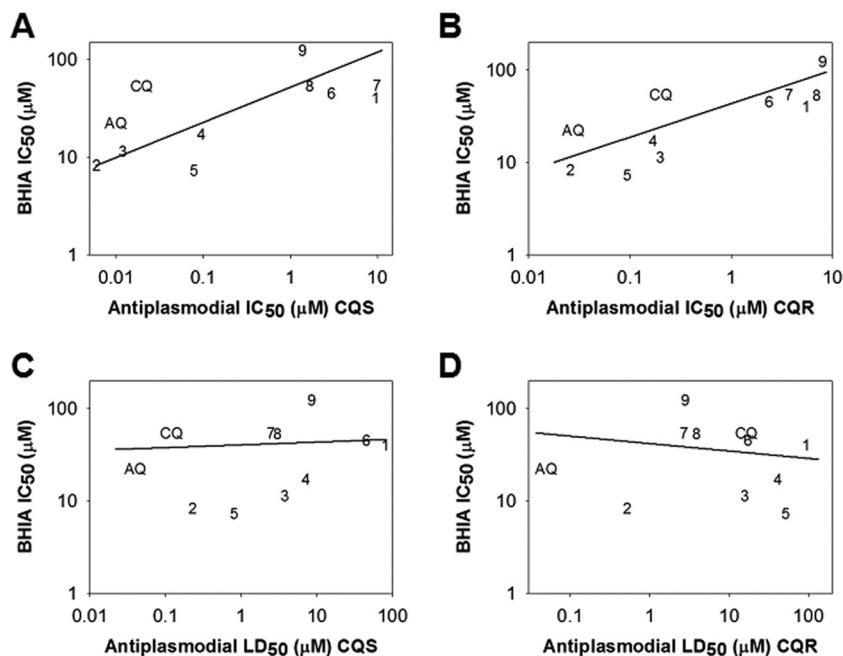 A
BHIA IC50 (μM)
100
10
1
9
CQ
8
7
6
1
AQ
4
3
2
5
0.01 0.1 1 10
Antiplasmodial IC50 (μM) CQS
B
BHIA IC50 (μM)
100
10
1
9
CQ
7
8
6
1
AQ
4
3
2
5
0.01 0.1 1 10
Antiplasmodial IC50 (μM) CQR
C
BHIA IC50 (μM)
100
10
1
9
CQ
78
6
1
AQ
4
3
2
5
0.01 0.1 1 10 100
Antiplasmodial LD50 (μM) CQS
D
BHIA IC50 (μM)
100
10
1
9
7
8
CQ
6
1
AQ
4
3
2
5
0.1 1 10 100
Antiplasmodial LD50 (μM) CQR